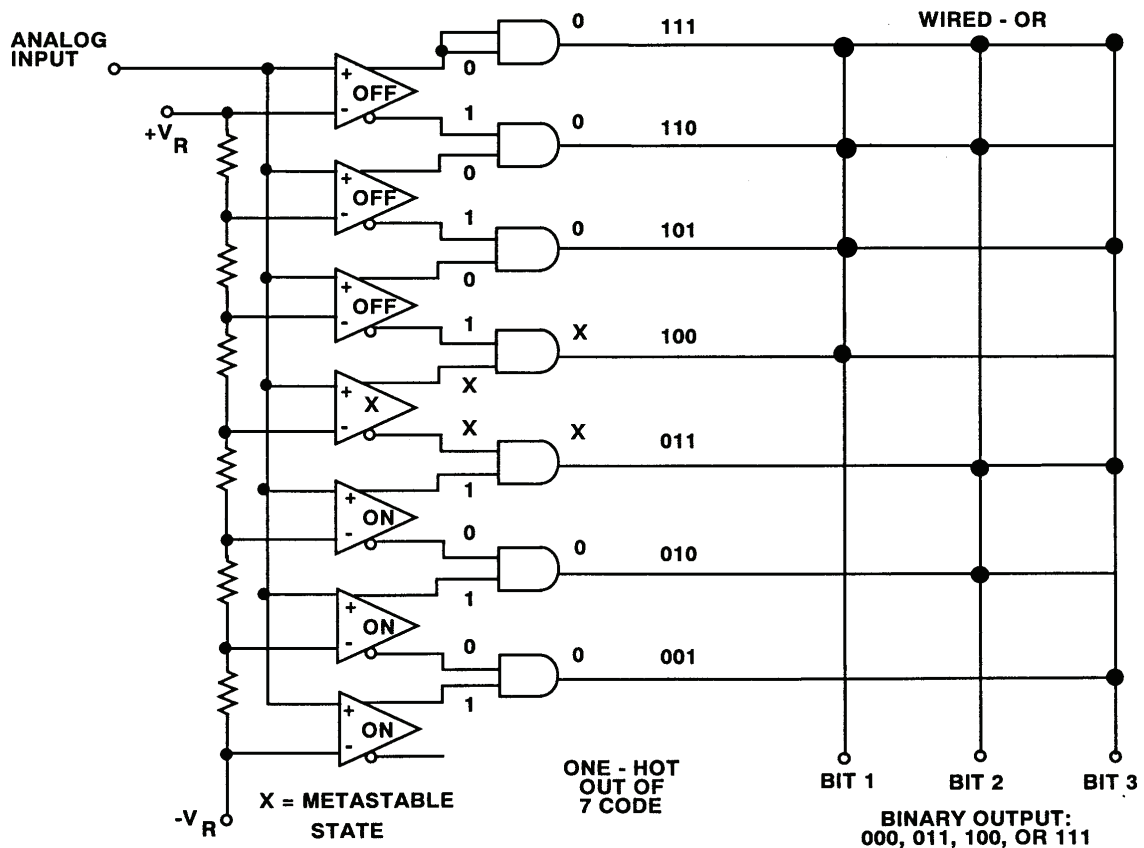 ANALOG
INPUT
+VR
-VR
+
-
OFF
+
-
OFF
+
-
OFF
+
-
X
+
-
ON
+
-
ON
+
-
ON
0
1
0
1
0
1
X
X
1
0
1
0
1
0 111
0 110
0 101
X 100
X 011
0 010
0 001
WIRED - OR
X = METASTABLE
STATE
ONE - HOT
OUT OF
7 CODE
BIT 1 BIT 2 BIT 3
BINARY OUTPUT:
000, 011, 100, OR 111